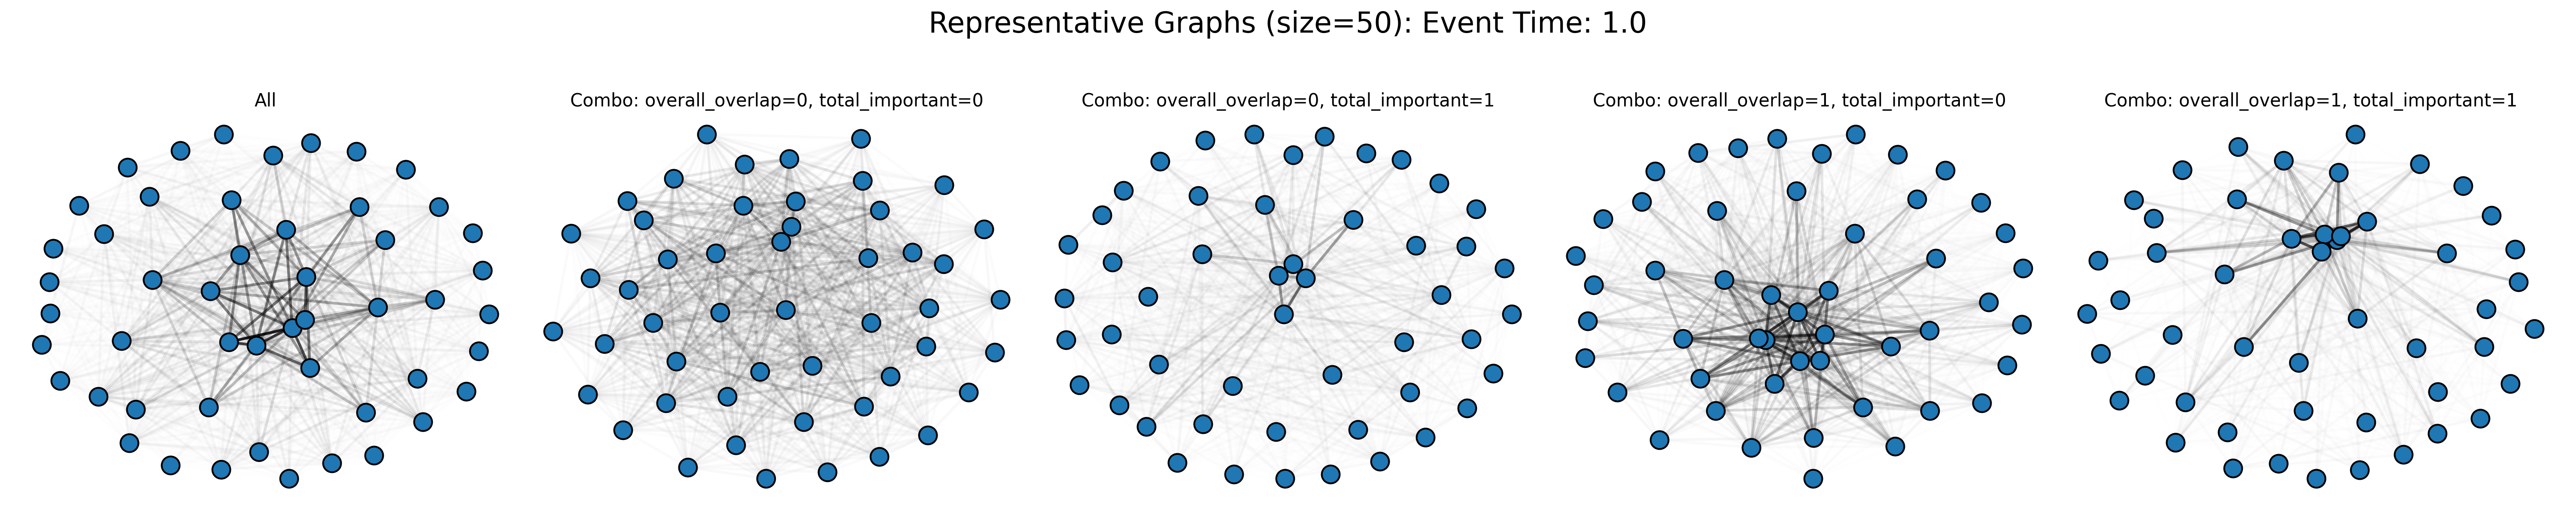 Representative Graphs (size=50): Event Time: 1.0
All
Combo: overall_overlap=0, total_important=0
Combo: overall_overlap=0, total_important=1
Combo: overall_overlap=1, total_important=0
Combo: overall_overlap=1, total_important=1